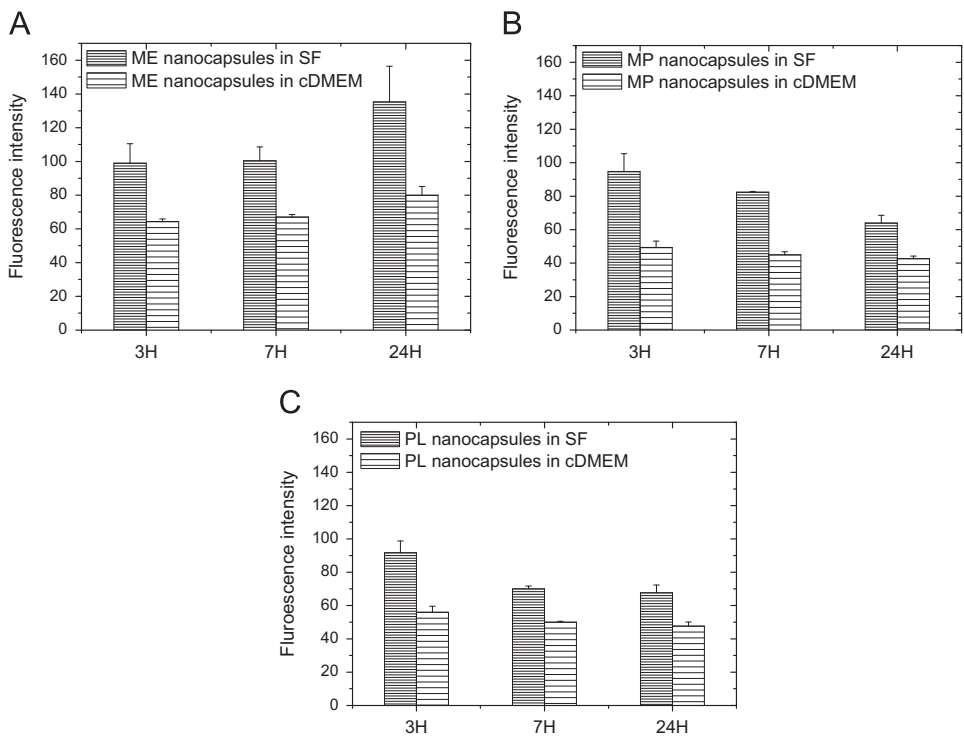 A
Fluorescence intensity
160
140
120
100
80
60
40
20
0
ME nanocapsules in SF
ME nanocapsules in cDMEM
3H 7H 24H
B
Fluorescence intensity
160
140
120
100
80
60
40
20
0
MP nanocapsules in SF
MP nanocapsules in cDMEM
3H 7H 24H
C
Fluroescence intensity
160
140
120
100
80
60
40
20
0
PL nanocapsules in SF
PL nanocapsules in cDMEM
3H 7H 24H